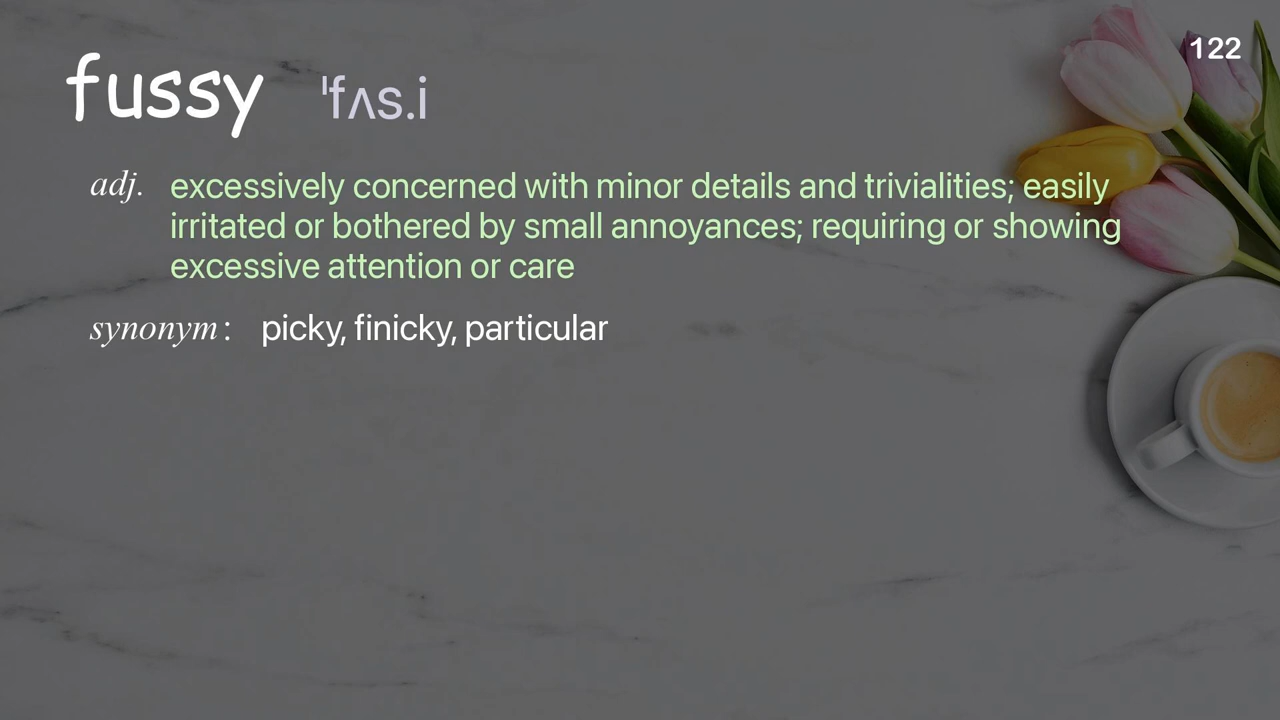 122
fussy ˈfʌs.i
adj. excessively concerned with minor details and trivialities; easily
irritated or bothered by small annoyances; requiring or showing
excessive attention or care
synonym: picky, finicky, particular